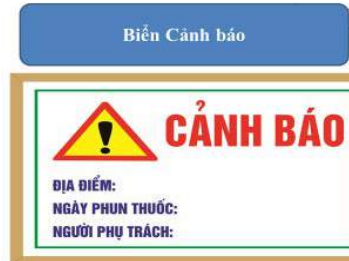 Biển Cảnh báo
CẢNH BÁO
ĐỊA ĐIỂM:
NGÀY PHUN THUỐC:
NGƯỜI PHỤ TRÁCH: